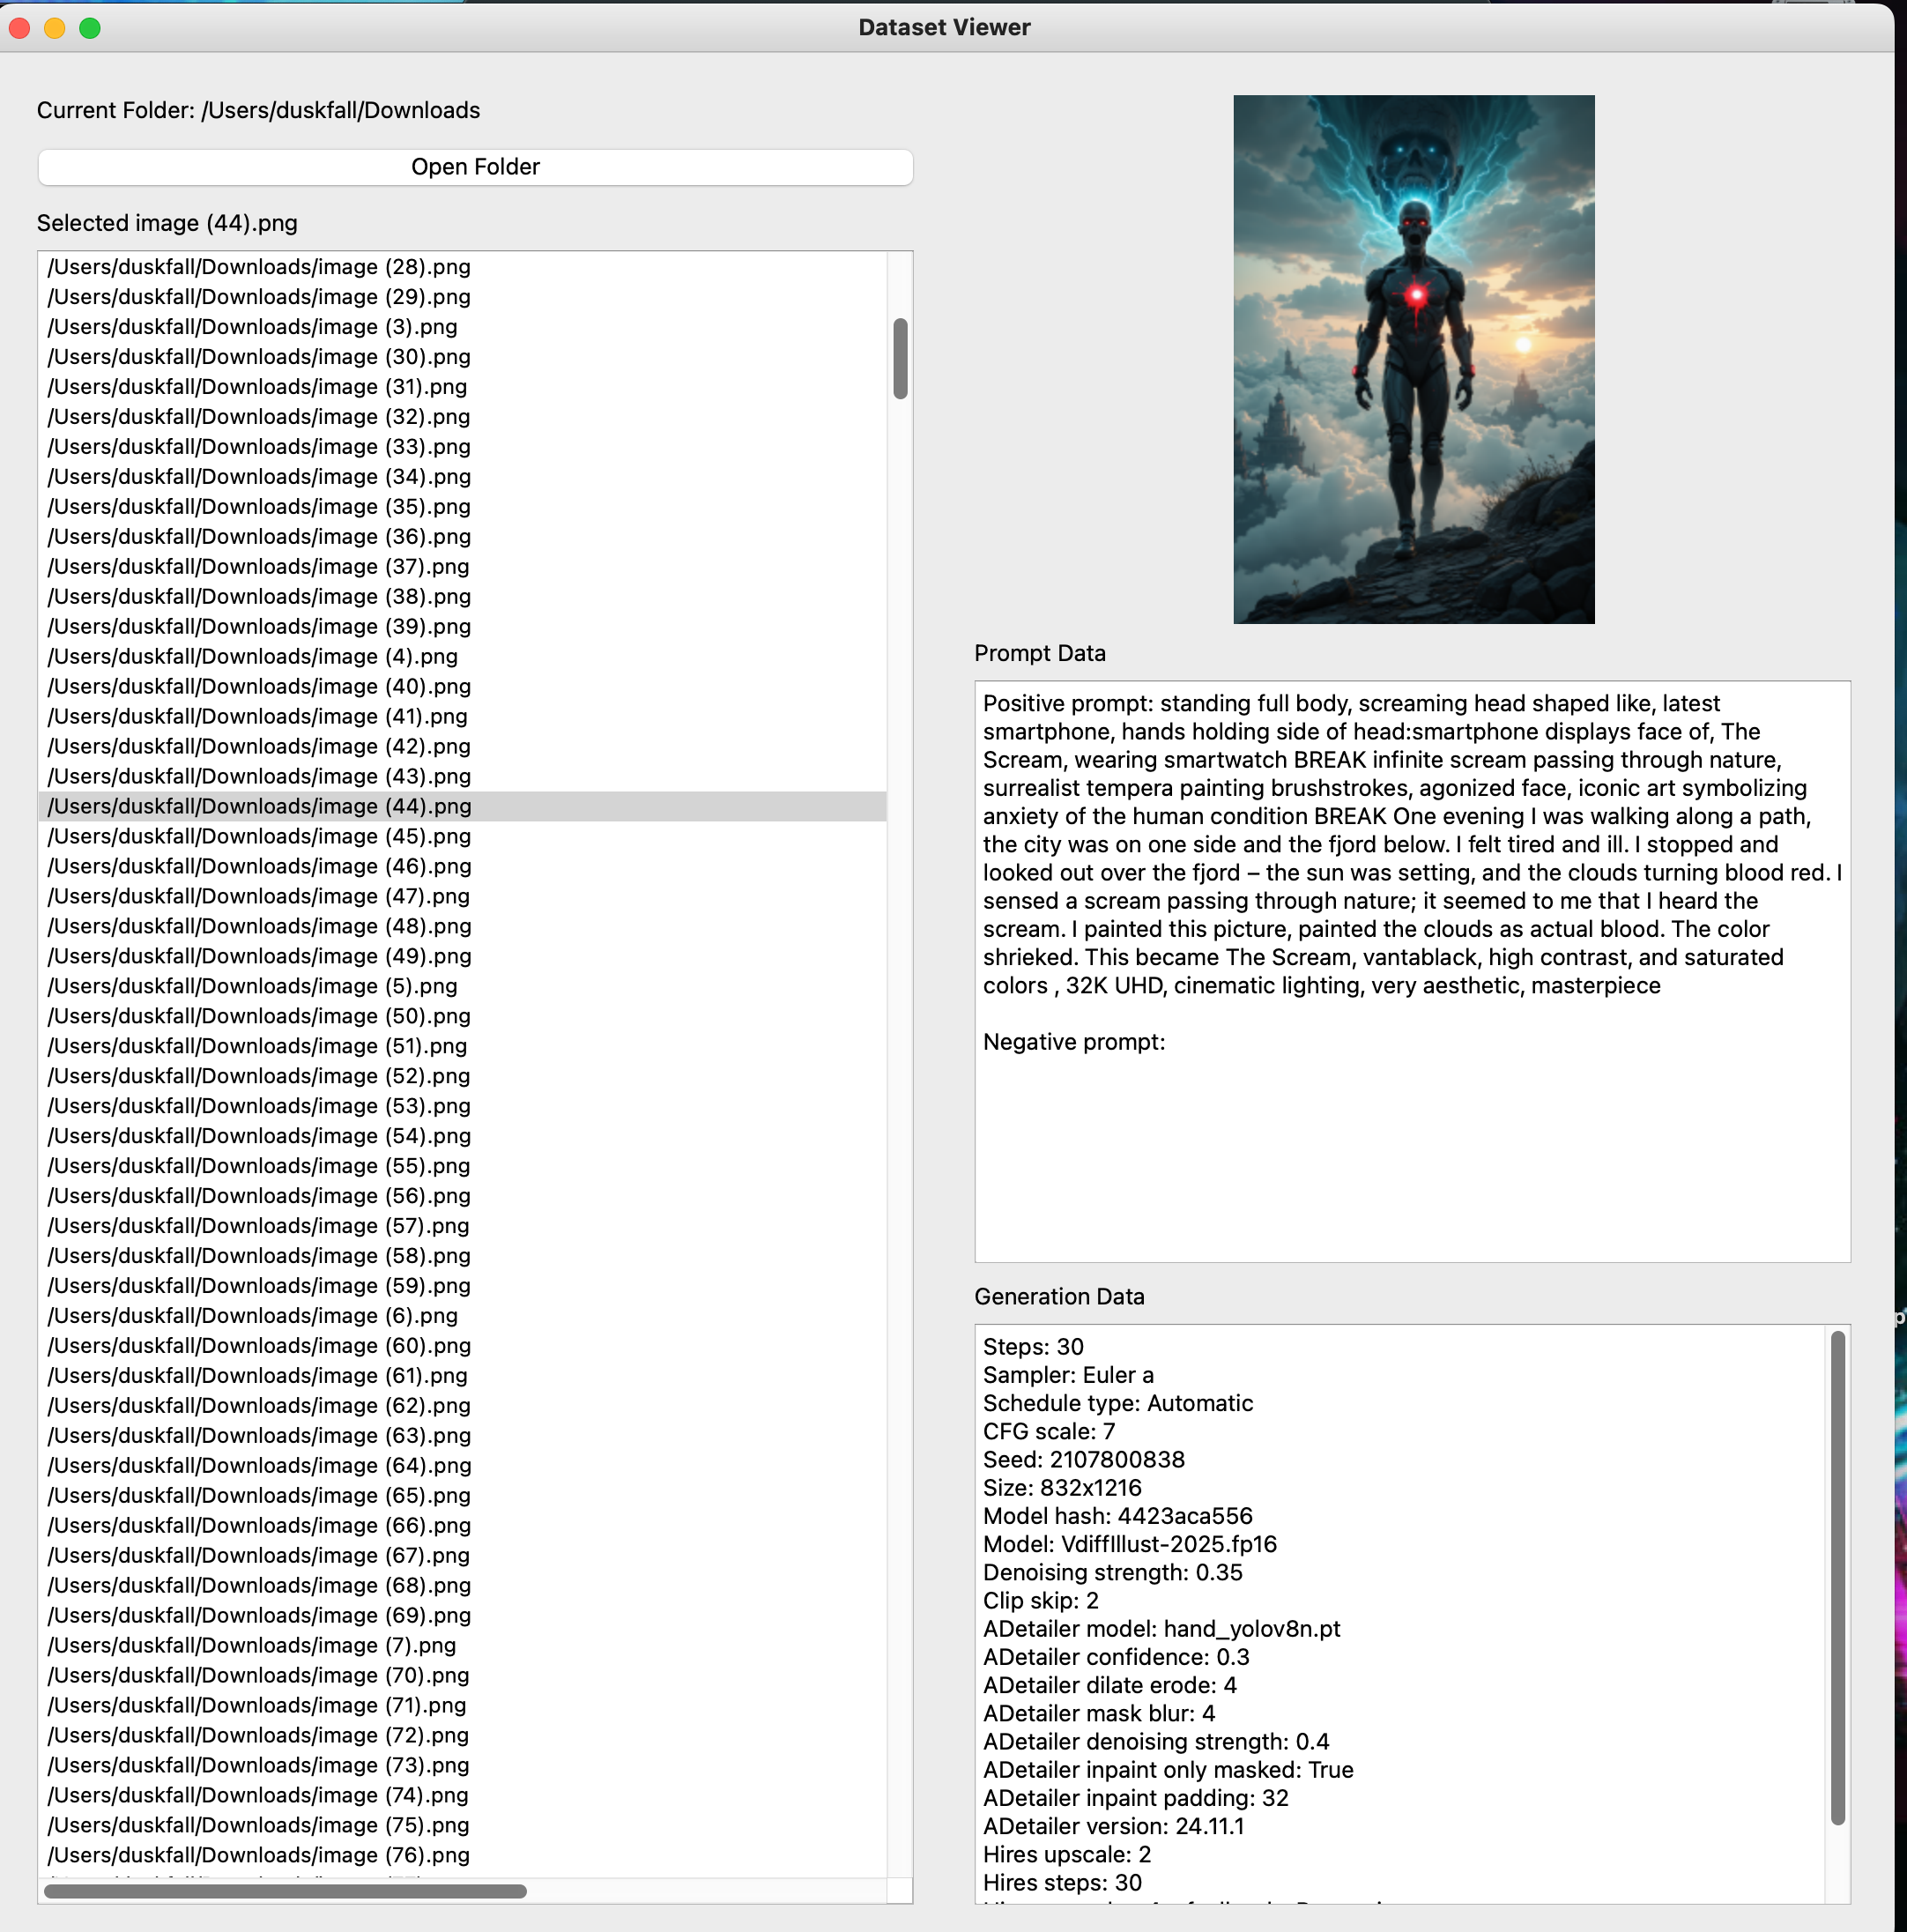 Dataset Viewer
Current Folder: /Users/duskfall/Downloads
Open Folder
Selected image (44).png
/Users/duskfall/Downloads/image (28).png
/Users/duskfall/Downloads/image (29).png
/Users/duskfall/Downloads/image (3).png
/Users/duskfall/Downloads/image (30).png
/Users/duskfall/Downloads/image (31).png
/Users/duskfall/Downloads/image (32).png
/Users/duskfall/Downloads/image (33).png
/Users/duskfall/Downloads/image (34).png
/Users/duskfall/Downloads/image (35).png
/Users/duskfall/Downloads/image (36).png
/Users/duskfall/Downloads/image (37).png
/Users/duskfall/Downloads/image (38).png
/Users/duskfall/Downloads/image (39).png
/Users/duskfall/Downloads/image (4).png
/Users/duskfall/Downloads/image (40).png
/Users/duskfall/Downloads/image (41).png
/Users/duskfall/Downloads/image (42).png
/Users/duskfall/Downloads/image (43).png
/Users/duskfall/Downloads/image (44).png
/Users/duskfall/Downloads/image (45).png
/Users/duskfall/Downloads/image (46).png
/Users/duskfall/Downloads/image (47).png
/Users/duskfall/Downloads/image (48).png
/Users/duskfall/Downloads/image (49).png
/Users/duskfall/Downloads/image (5).png
/Users/duskfall/Downloads/image (50).png
/Users/duskfall/Downloads/image (51).png
/Users/duskfall/Downloads/image (52).png
/Users/duskfall/Downloads/image (53).png
/Users/duskfall/Downloads/image (54).png
/Users/duskfall/Downloads/image (55).png
/Users/duskfall/Downloads/image (56).png
/Users/duskfall/Downloads/image (57).png
/Users/duskfall/Downloads/image (58).png
/Users/duskfall/Downloads/image (59).png
/Users/duskfall/Downloads/image (6).png
/Users/duskfall/Downloads/image (60).png
/Users/duskfall/Downloads/image (61).png
/Users/duskfall/Downloads/image (62).png
/Users/duskfall/Downloads/image (63).png
/Users/duskfall/Downloads/image (64).png
/Users/duskfall/Downloads/image (65).png
/Users/duskfall/Downloads/image (66).png
/Users/duskfall/Downloads/image (67).png
/Users/duskfall/Downloads/image (68).png
/Users/duskfall/Downloads/image (69).png
/Users/duskfall/Downloads/image (7).png
/Users/duskfall/Downloads/image (70).png
/Users/duskfall/Downloads/image (71).png
/Users/duskfall/Downloads/image (72).png
/Users/duskfall/Downloads/image (73).png
/Users/duskfall/Downloads/image (74).png
/Users/duskfall/Downloads/image (75).png
/Users/duskfall/Downloads/image (76).png
Prompt Data
Positive prompt: standing full body, screaming head shaped like, latest
smartphone, hands holding side of head:smartphone displays face of, The
Scream, wearing smartwatch BREAK infinite scream passing through nature,
surrealist tempera painting brushstrokes, agonized face, iconic art symbolizing
anxiety of the human condition BREAK One evening I was walking along a path,
the city was on one side and the fjord below. I felt tired and ill. I stopped and
looked out over the fjord – the sun was setting, and the clouds turning blood red. I
sensed a scream passing through nature; it seemed to me that I heard the
scream. I painted this picture, painted the clouds as actual blood. The color
shrieked. This became The Scream, vantablack, high contrast, and saturated
colors , 32K UHD, cinematic lighting, very aesthetic, masterpiece
Negative prompt:
Generation Data
Steps: 30
Sampler: Euler a
Schedule type: Automatic
CFG scale: 7
Seed: 2107800838
Size: 832x1216
Model hash: 4423aca556
Model: VdiffIllust-2025.fp16
Denoising strength: 0.35
Clip skip: 2
ADetailer model: hand_yolov8n.pt
ADetailer confidence: 0.3
ADetailer dilate erode: 4
ADetailer mask blur: 4
ADetailer denoising strength: 0.4
ADetailer inpaint only masked: True
ADetailer inpaint padding: 32
ADetailer version: 24.11.1
Hires upscale: 2
Hires steps: 30